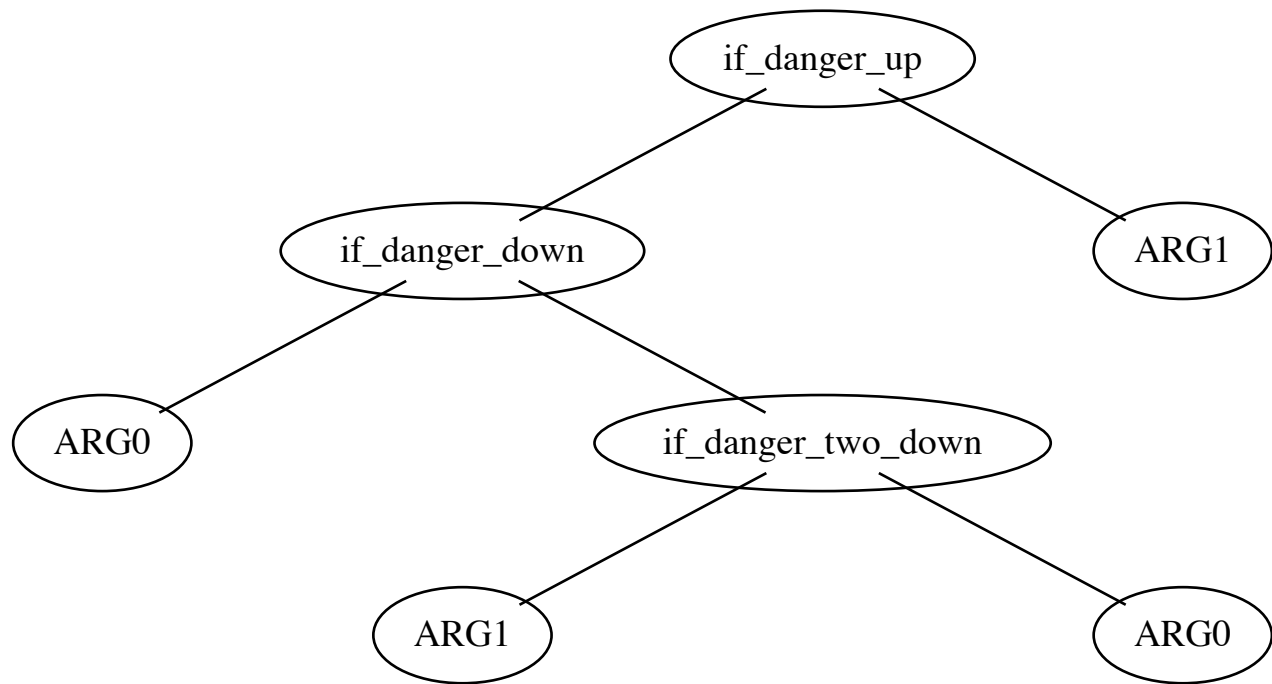 if_danger_up
if_danger_down
ARG1
ARG0
if_danger_two_down
ARG1
ARG0